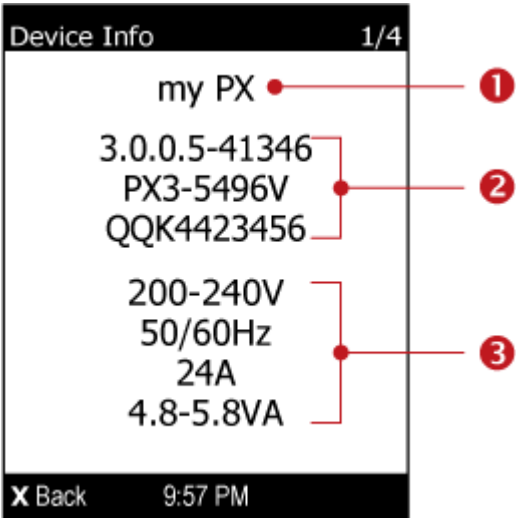 Device Info 1/4
my PX
1
3.0.0.5-41346
PX3-5496V
QQK4423456
2
200-240V
50/60Hz
24A
4.8-5.8VA
3
X Back 9:57 PM